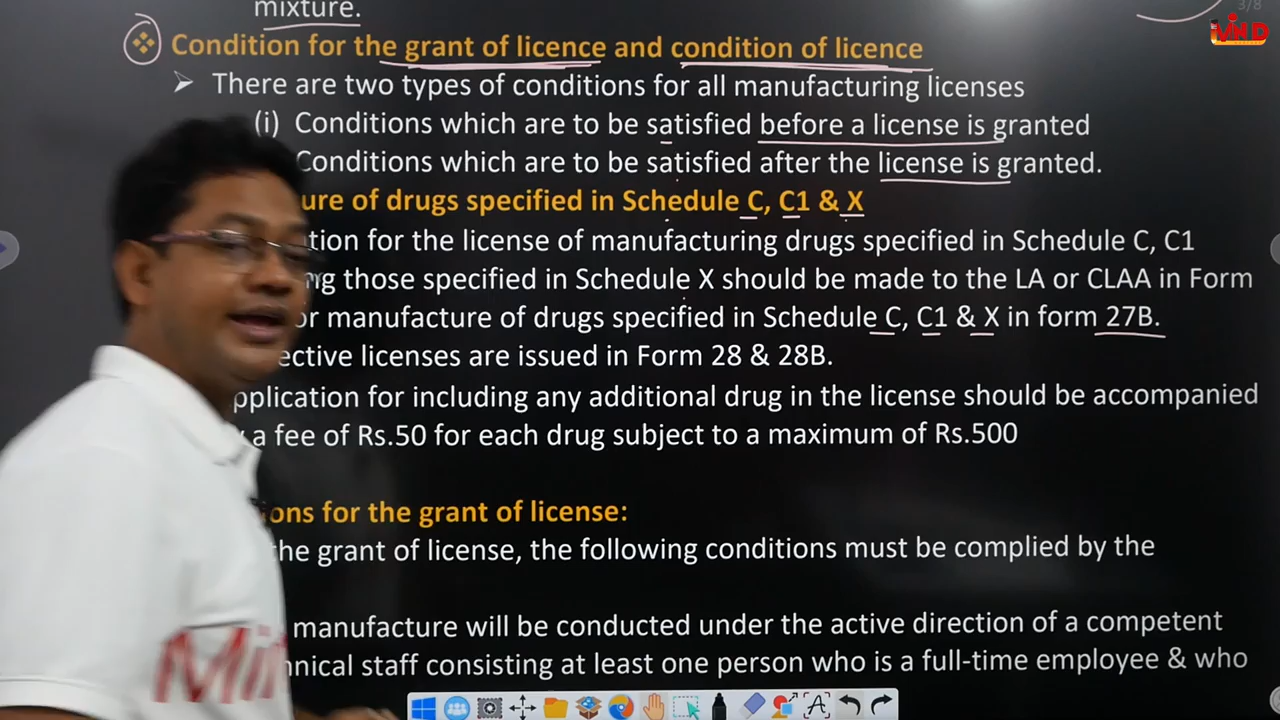 mixture.
3/8
MIND
Condition for the grant of licence and condition of licence
There are two types of conditions for all manufacturing licenses
(i) Conditions which are to be satisfied before a license is granted
Conditions which are to be satisfied after the license is granted.
of drugs specified in Schedule C, C1 & X
for the license of manufacturing drugs specified in Schedule C, C1
those specified in Schedule X should be made to the LA or CLAA in Form
manufacture of drugs specified in Schedule C, C1 & X in form 27B.
licenses are issued in Form 28 & 28B.
for including any additional drug in the license should be accompanied
a fee of Rs.50 for each drug subject to a maximum of Rs.500
for the grant of license:
the grant of license, the following conditions must be complied by the
manufacture will be conducted under the active direction of a competent
staff consisting at least one person who is a full-time employee & who